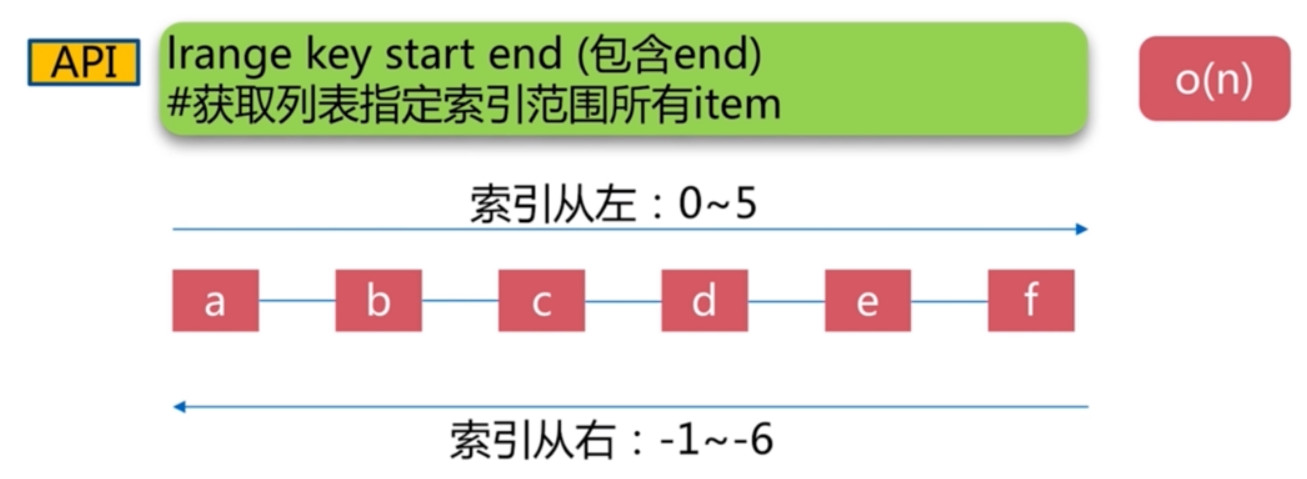 API
lrange key start end (包含end)
#获取列表指定索引范围所有item
o(n)
索引从左：0~5
a
b
c
d
e
f
索引从右：-1~-6